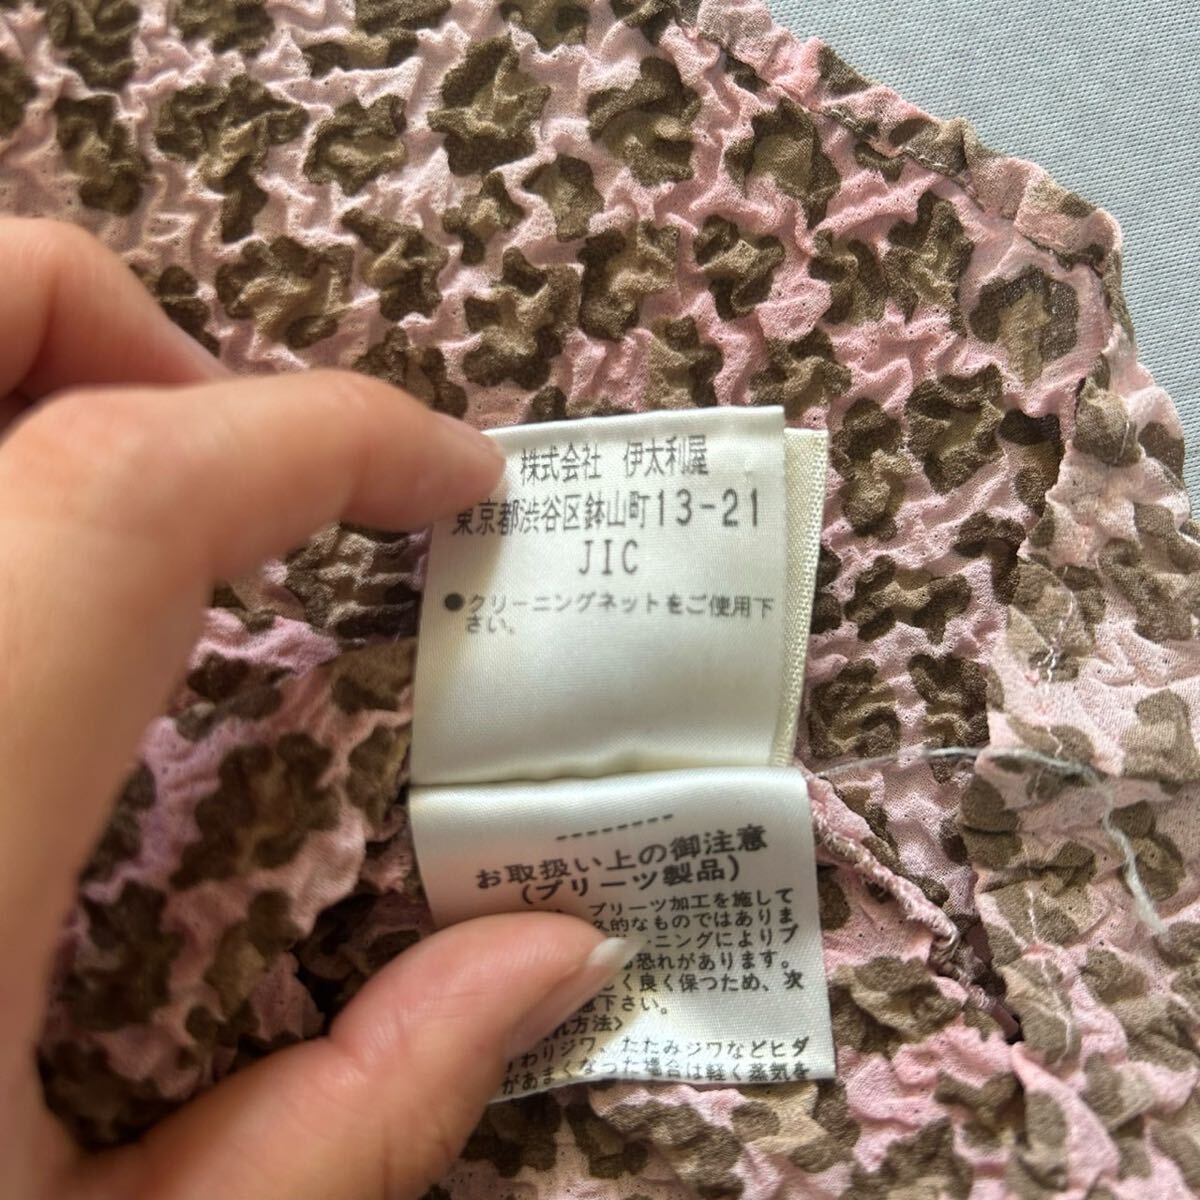 株式会社 伊太利屋
東京都渋谷区鉢山町13-21
JIC
●クリーニングネットをご使用下
さい。
お取扱い上の御注意
(プリーツ製品)
プリーツ加工を施して
久的なものではありま
ーニングによりプ
恐れがあります。
く良く保つため、次
下さい。
れ方法>
わりジワ、たたみジワなどヒダ
があまくなった場合は軽く蒸気を